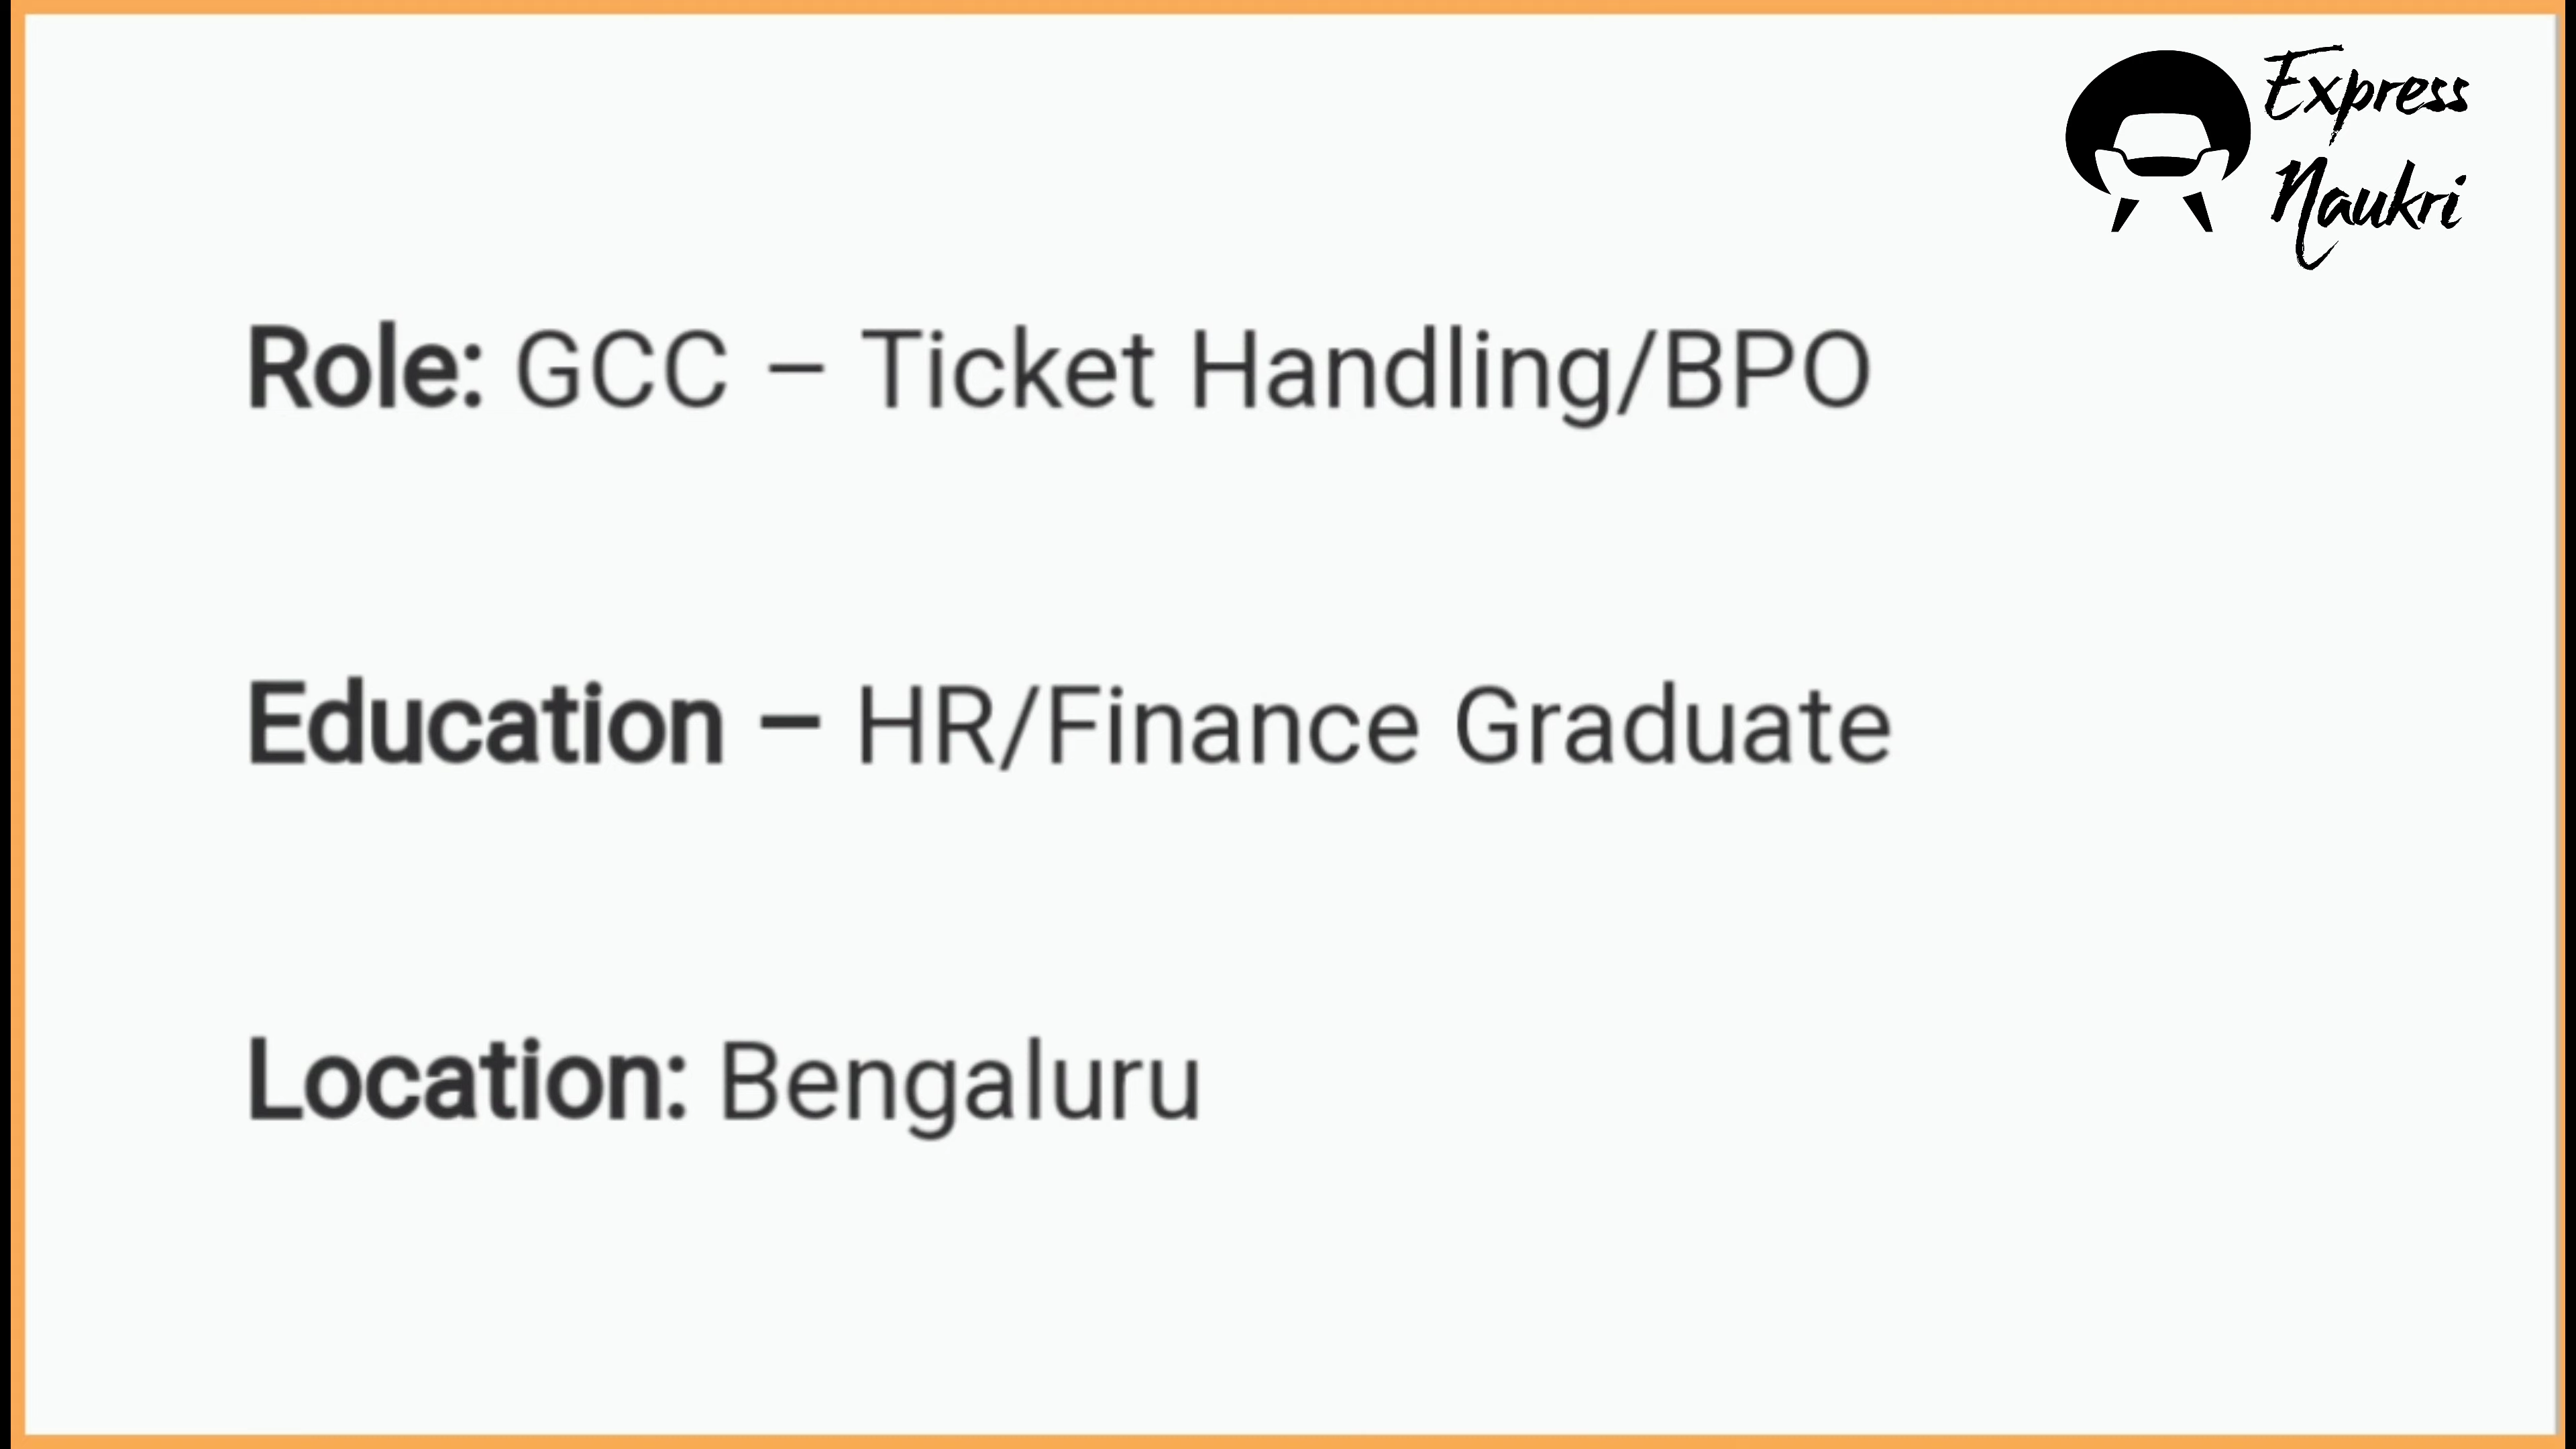 Express
Naukri
Role: GCC – Ticket Handling/BPO
Education – HR/Finance Graduate
Location: Bengaluru